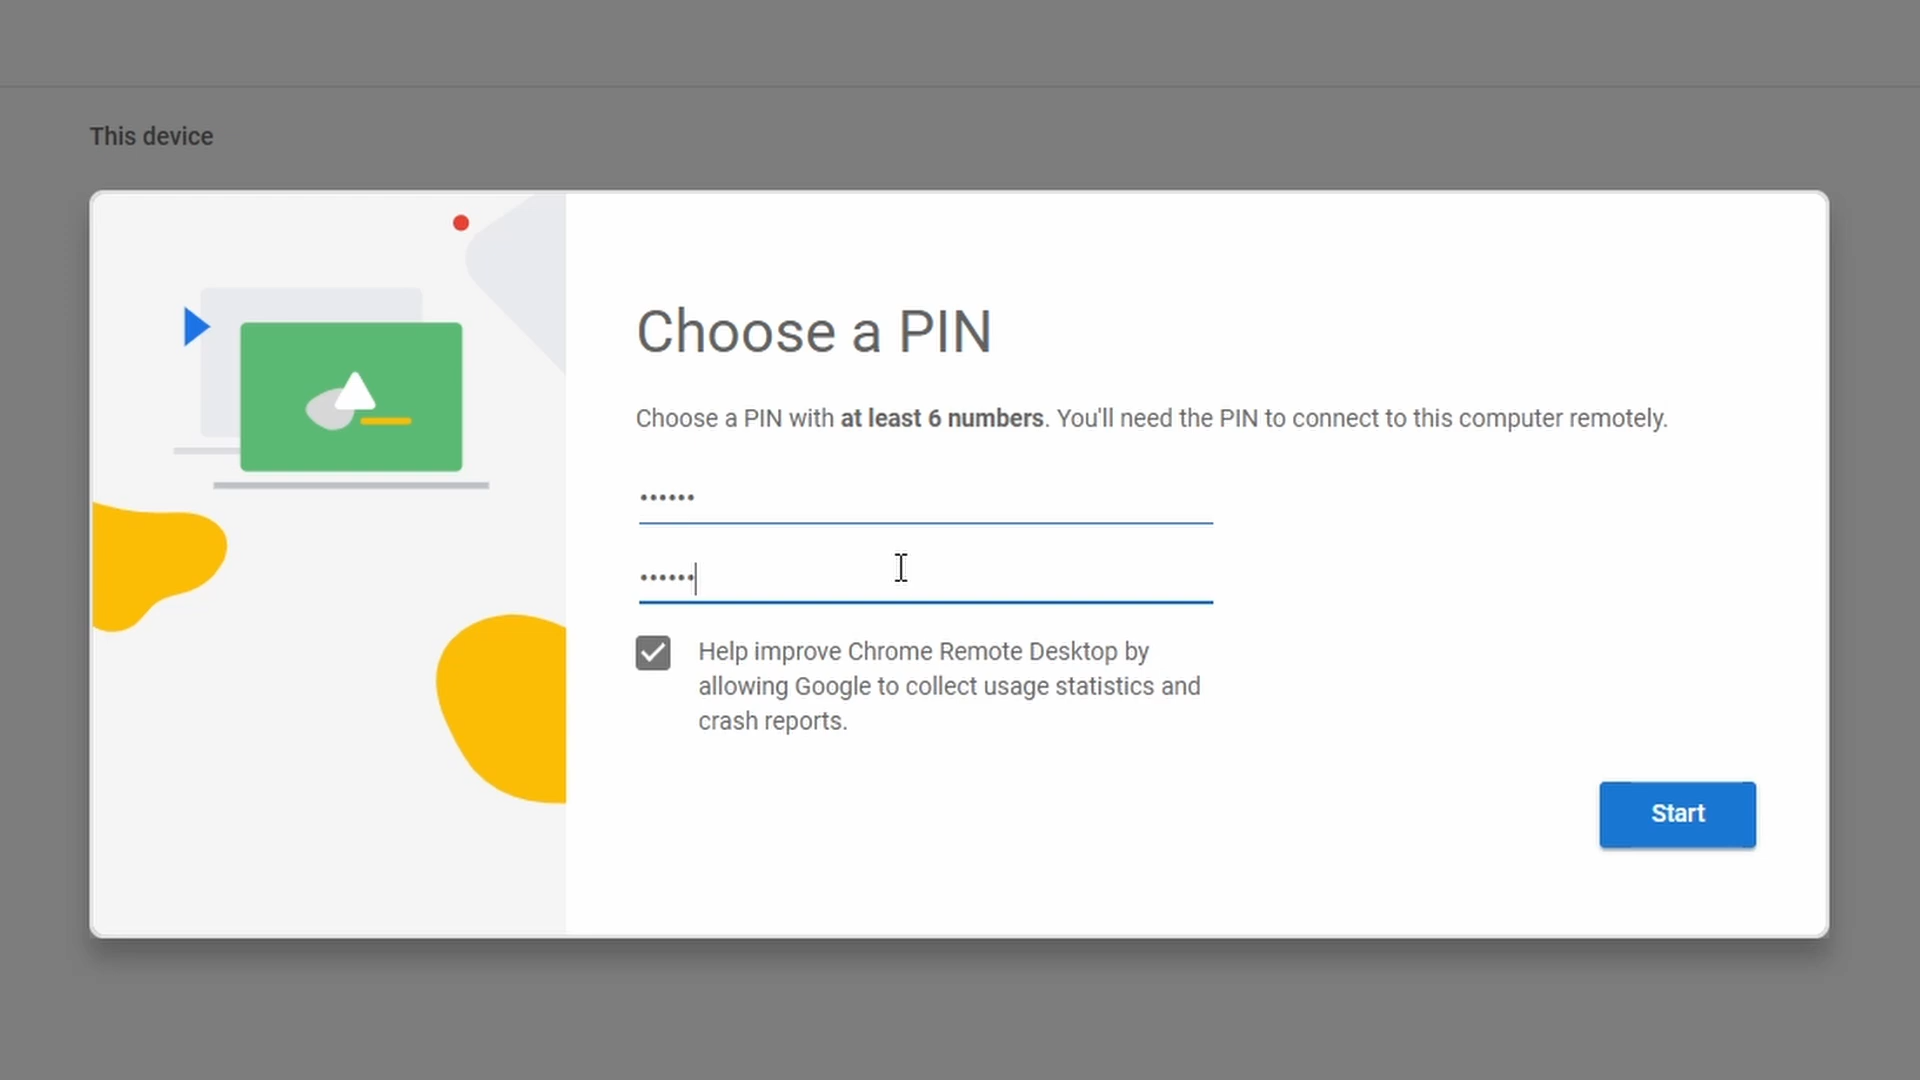 This device
Choose a PIN
Choose a PIN with at least 6 numbers. You'll need the PIN to connect to this computer remotely.
••••••
••••••
Help improve Chrome Remote Desktop by
allowing Google to collect usage statistics and
crash reports.
Start